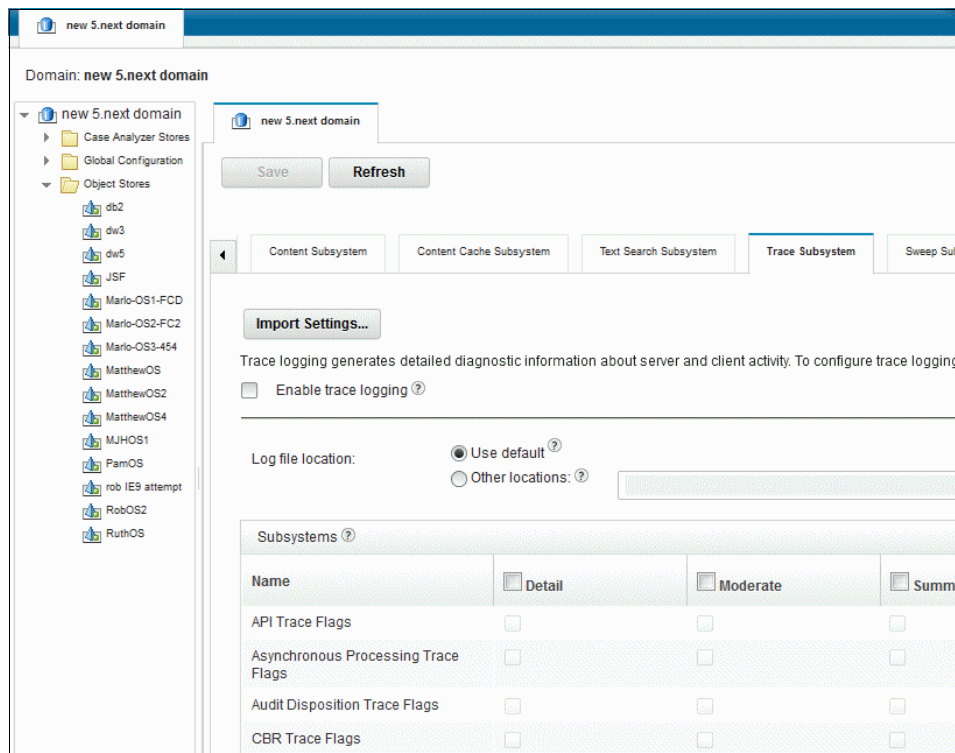 new 5.next domain
Domain: new 5.next domain
new 5.next domain
Case Analyzer Stores
Global Configuration
Object Stores
db2
dw3
dw5
JSF
Marlo-OS1-FCD
Marlo-OS2-FC2
Marlo-OS3-454
MatthewOS
MatthewOS2
MatthewOS4
MJHOS1
PamOS
rob IE9 attempt
RobOS2
RuthOS
new 5.next domain
Save Refresh
Content Subsystem Content Cache Subsystem Text Search Subsystem Trace Subsystem Sweep Su
Import Settings...
Trace logging generates detailed diagnostic information about server and client activity. To configure trace logging
Enable trace logging ?
Log file location:
Use default ?
Other locations: ?
Subsystems ?
Name Detail Moderate Summ
API Trace Flags
Asynchronous Processing Trace
Flags
Audit Disposition Trace Flags
CBR Trace Flags